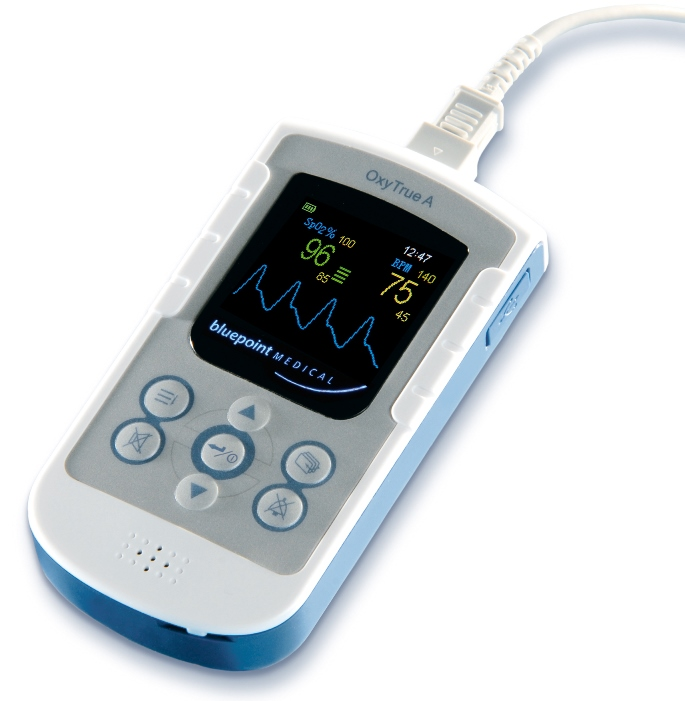 OxyTrue A
12:47
SpO2% 100
BPM 140
96
75
85
45
bluepoint MEDICAL